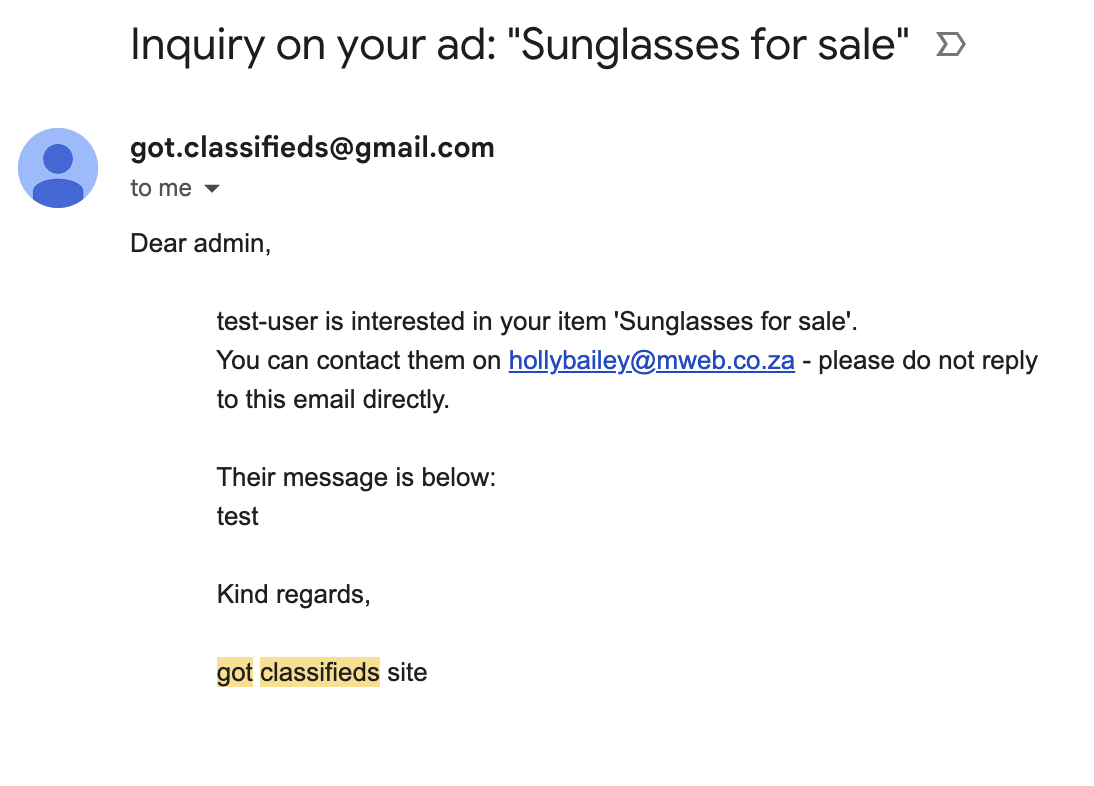 Inquiry on your ad: "Sunglasses for sale"
got.classifieds@gmail.com
to me
Dear admin,
test-user is interested in your item 'Sunglasses for sale'.
You can contact them on hollybailey@mweb.co.za - please do not reply
to this email directly.
Their message is below:
test
Kind regards,
got classifieds site